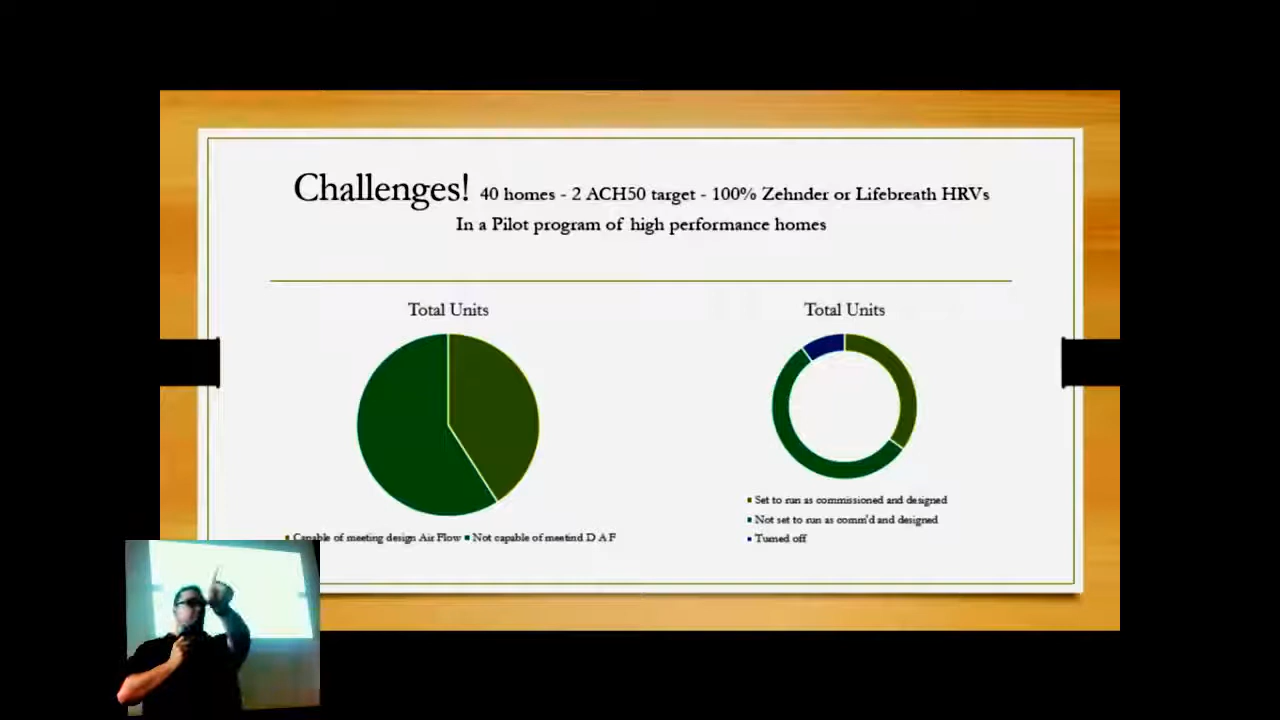 Challenges! 40 homes - 2 ACH50 target - 100% Zehnder or Lifebreath HRVs
In a Pilot program of high performance homes
Total Units
Capable of meeting design Air Flow Not capable of meetind D A F
Total Units
Set to run as commissioned and designed
Not set to run as comm'd and designed
Turned off